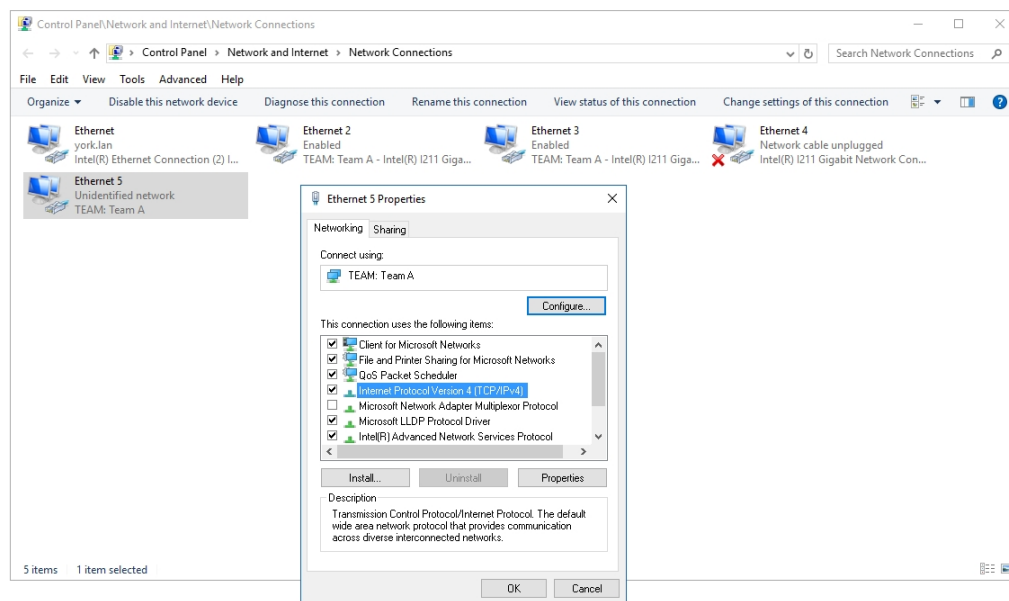 Control Panel\Network and Internet\Network Connections
Control Panel > Network and Internet > Network Connections
Search Network Connections
File Edit View Tools Advanced Help
Organize Disable this network device Diagnose this connection Rename this connection View status of this connection Change settings of this connection
Ethernet
york.lan
Intel(R) Ethernet Connection (2) I...
Ethernet 2
Enabled
TEAM: Team A - Intel(R) I211 Giga...
Ethernet 3
Enabled
TEAM: Team A - Intel(R) I211 Giga...
Ethernet 4
Network cable unplugged
Intel(R) I211 Gigabit Network Con...
Ethernet 5
Unidentified network
TEAM: Team A
Ethernet 5 Properties
Networking Sharing
Connect using:
TEAM: Team A
Configure...
This connection uses the following items:
Client for Microsoft Networks
File and Printer Sharing for Microsoft Networks
QoS Packet Scheduler
Internet Protocol Version 4 (TCP/IPv4)
Microsoft Network Adapter Multiplexor Protocol
Microsoft LLDP Protocol Driver
Intel(R) Advanced Network Services Protocol
Install... Uninstall Properties
Description
Transmission Control Protocol/Internet Protocol. The default
wide area network protocol that provides communication
across diverse interconnected networks.
OK Cancel
5 items 1 item selected